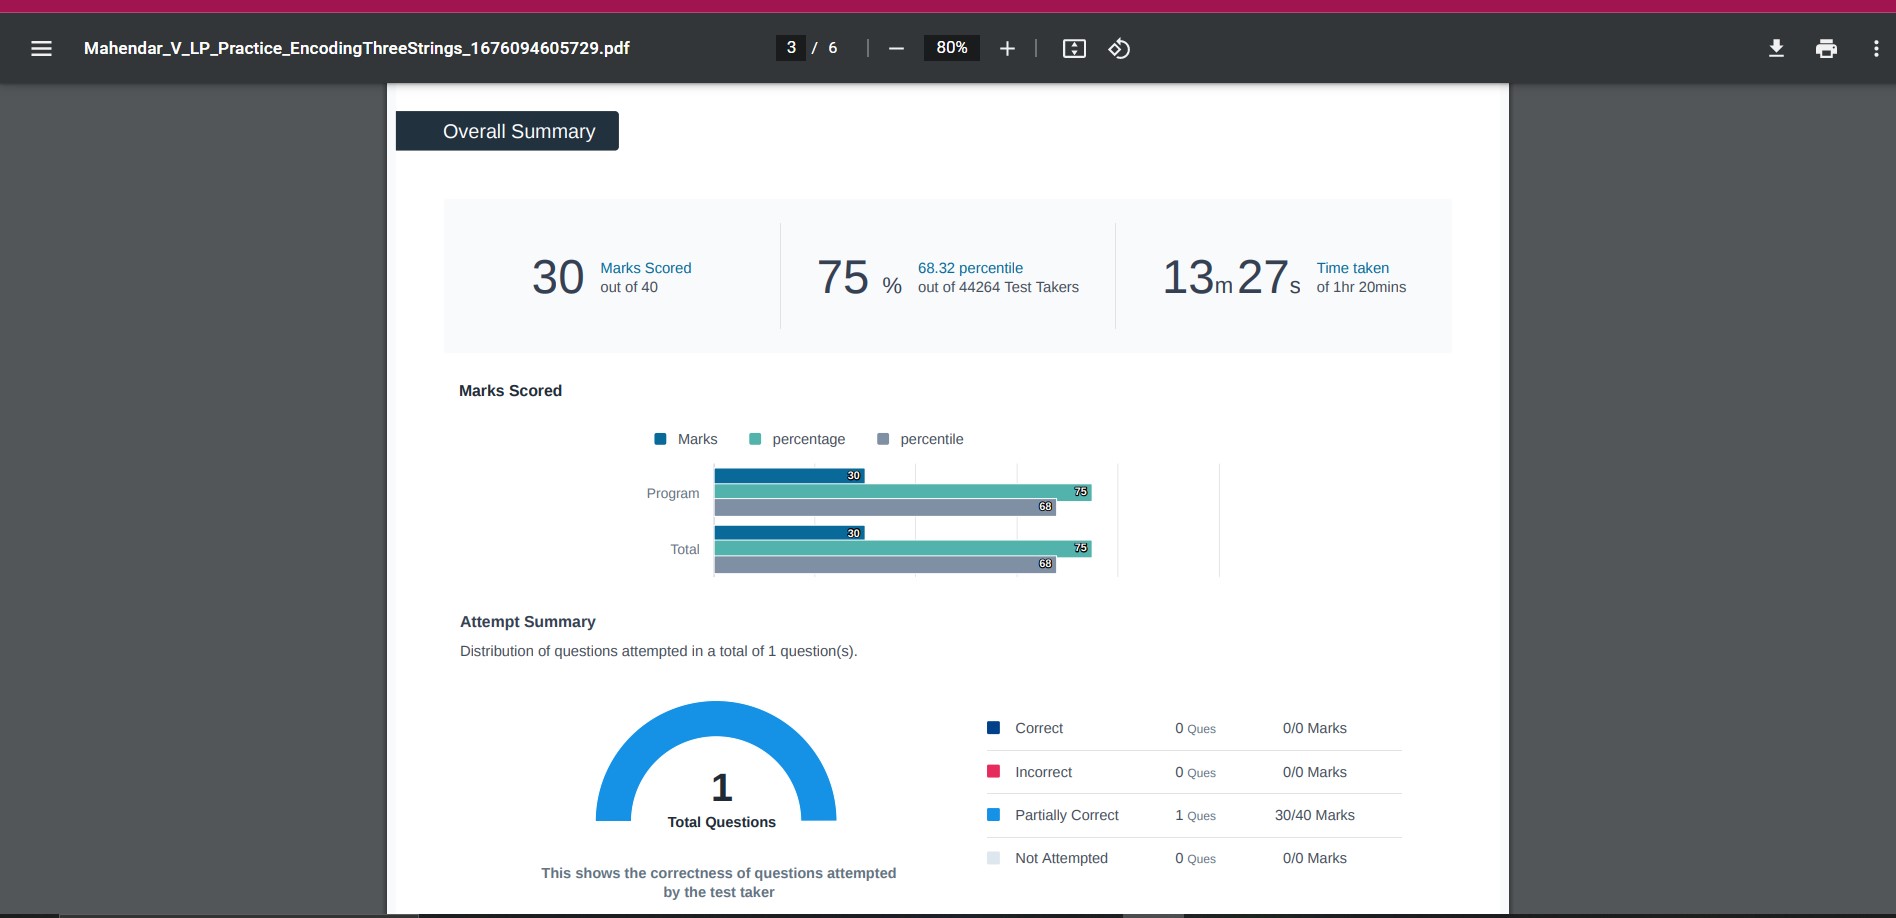 Mahendar_V_LP_Practice_EncodingThreeStrings_1676094605729.pdf
3 / 6
80%
Overall Summary
30 Marks Scored
out of 40
75 % 68.32 percentile
out of 44264 Test Takers
13m27s Time taken
of 1hr 20mins
Marks Scored
Marks percentage percentile
30
Program 75
68
30
Total 75
68
Attempt Summary
Distribution of questions attempted in a total of 1 question(s).
1
Total Questions
This shows the correctness of questions attempted
by the test taker
Correct 0 Ques 0/0 Marks
Incorrect 0 Ques 0/0 Marks
Partially Correct 1 Ques 30/40 Marks
Not Attempted 0 Ques 0/0 Marks